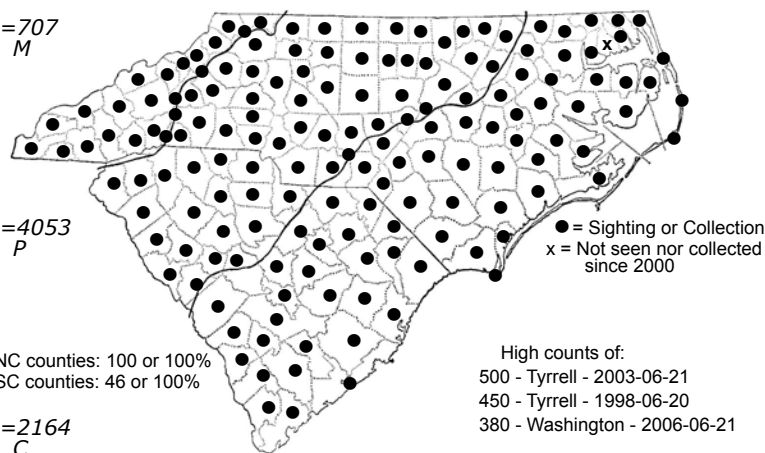 =707
M
x
=4053
P
● = Sighting or Collection
x = Not seen nor collected
since 2000
NC counties: 100 or 100%
SC counties: 46 or 100%
High counts of:
500 - Tyrrell - 2003-06-21
450 - Tyrrell - 1998-06-20
380 - Washington - 2006-06-21
=2164
C